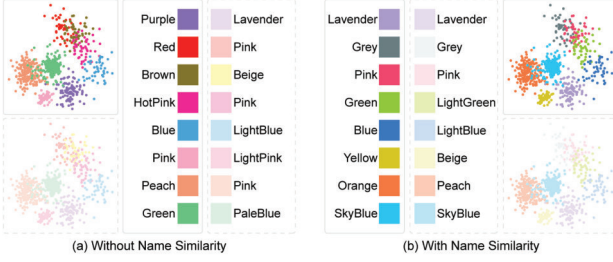 Purple Lavender Lavender Lavender
Red Pink Grey Grey
Brown Beige Pink Pink
HotPink Pink Green LightGreen
Blue LightBlue Blue LightBlue
Pink LightPink Yellow Beige
Peach Pink Orange Peach
Green PaleBlue SkyBlue SkyBlue
(a) Without Name Similarity (b) With Name Similarity